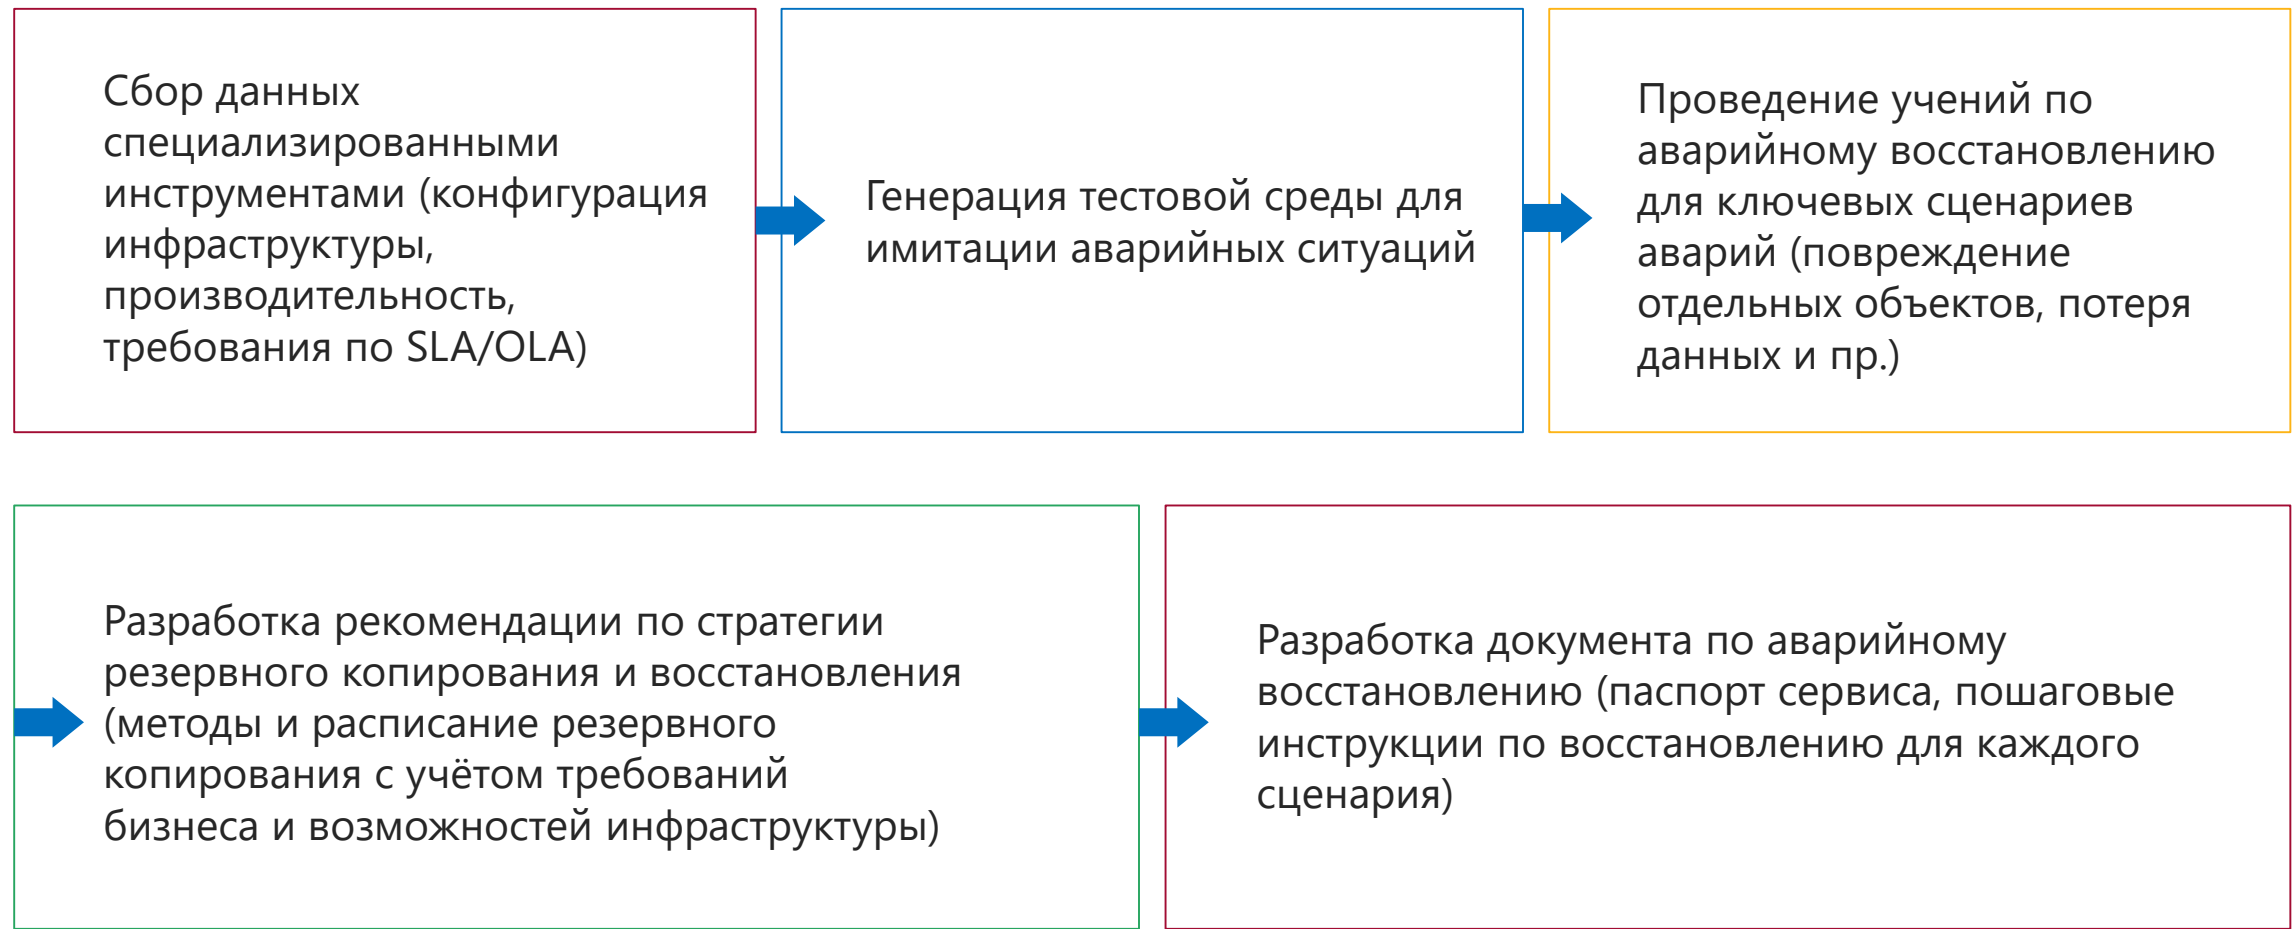 Сбор данных
специализированными
инструментами (конфигурация
инфраструктуры,
производительность,
требования по SLA/OLA)
Генерация тестовой среды для
имитации аварийных ситуаций
Проведение учений по
аварийному восстановлению
для ключевых сценариев
аварий (повреждение
отдельных объектов, потеря
данных и пр.)
Разработка рекомендации по стратегии
резервного копирования и восстановления
(методы и расписание резервного
копирования с учётом требований
бизнеса и возможностей инфраструктуры)
Разработка документа по аварийному
восстановлению (паспорт сервиса, пошаговые
инструкции по восстановлению для каждого
сценария)